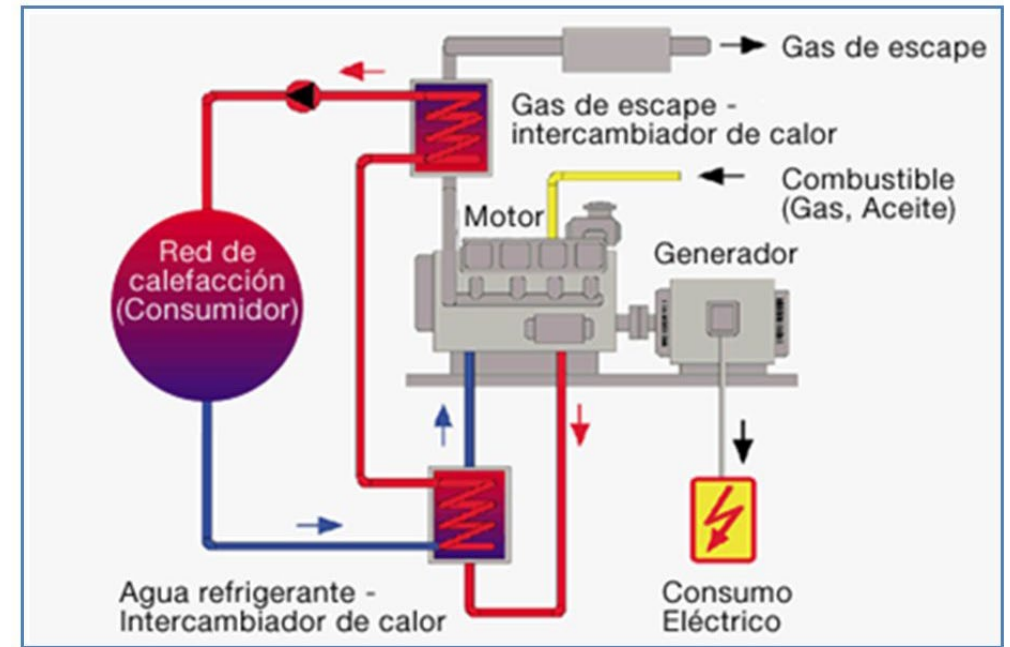 Gas de escape
Gas de escape -
intercambiador de calor
Combustible
(Gas, Aceite)
Motor
Generador
Red de
calefacción
(Consumidor)
Agua refrigerante -
Intercambiador de calor
Consumo
Eléctrico